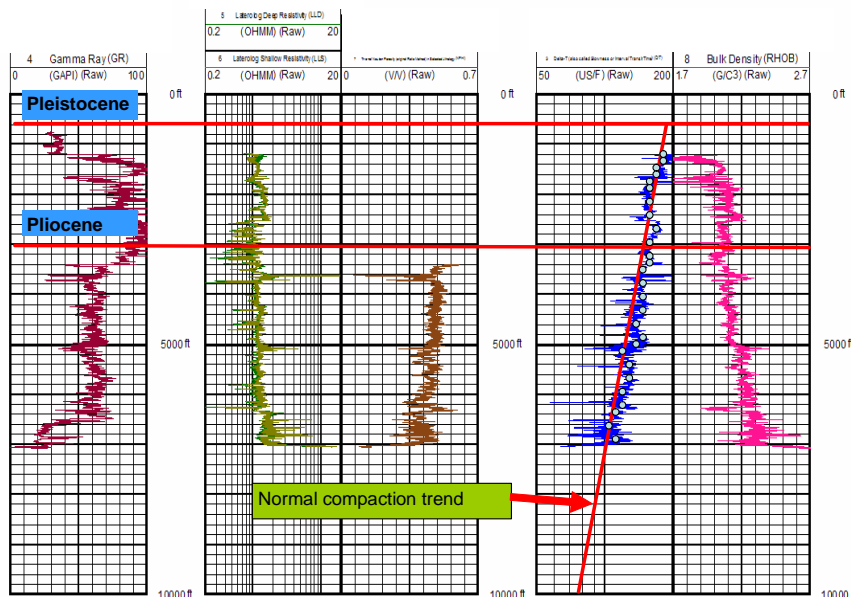 5 Laterolog Deep Resistivity (LLD)
0.2 (OHMM) (Raw) 20
4 Gamma Ray (GR)
0 (GAPI) (Raw) 100
6 Laterolog Shallow Resistivity (LLS)
0.2 (OHMM) (Raw) 20
0 (V/V) (Raw) 0.7
50 (US/F) (Raw) 200
8 Bulk Density (RHOB)
1.7 (G/C3) (Raw) 2.7
0 ft 0 ft 0 ft
Pleistocene
Pliocene
5000 ft 5000 ft 5000 ft
Normal compaction trend
10000 ft 10000 ft 10000